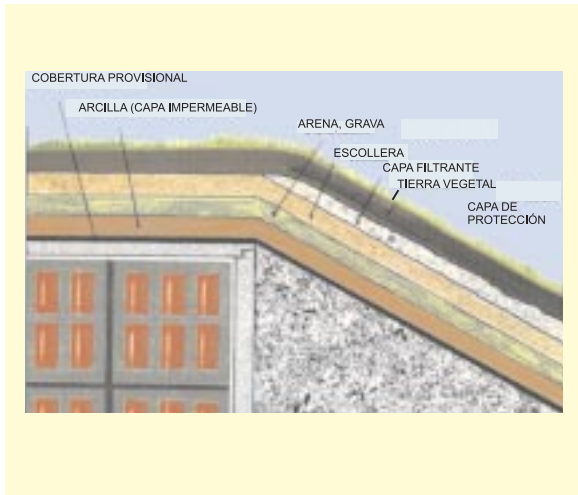 COBERTURA PROVISIONAL
ARCILLA (CAPA IMPERMEABLE)
ARENA, GRAVA
ESCOLLERA
CAPA FILTRANTE
TIERRA VEGETAL
CAPA DE
PROTECCIÓN